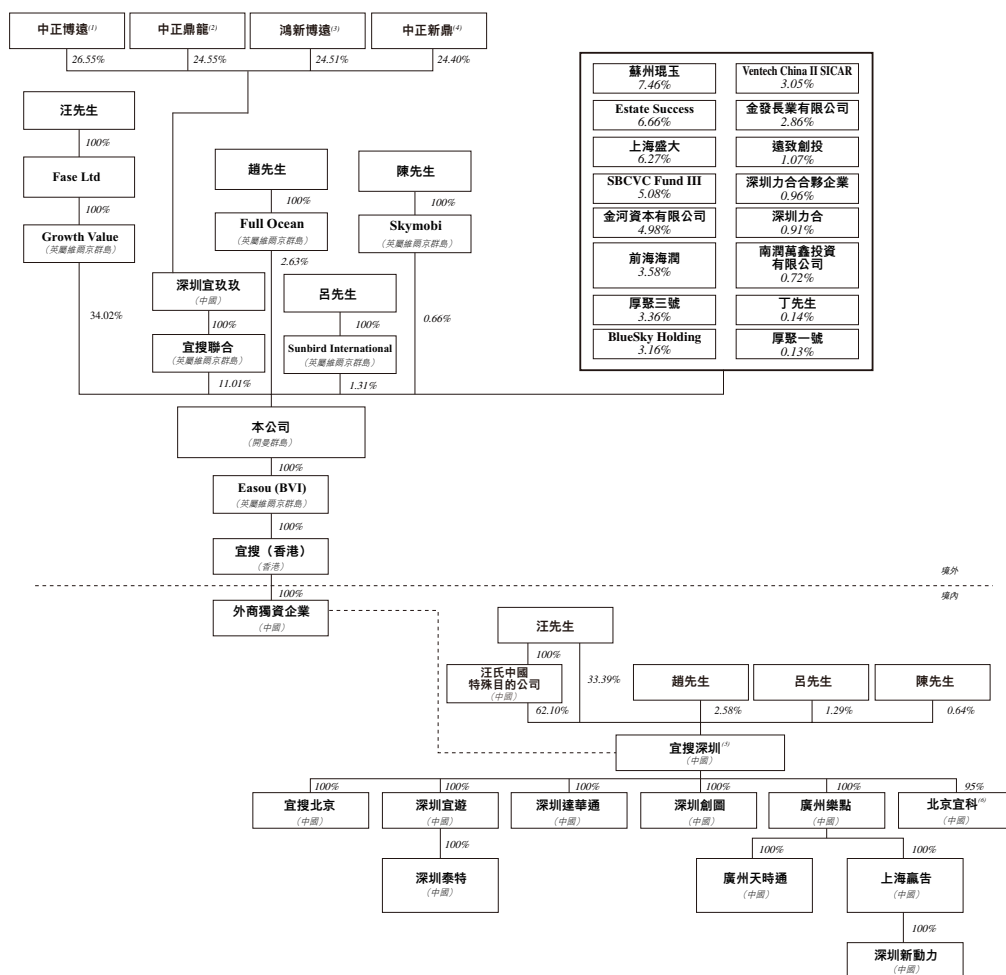 中正博遠(1)
中正鼎龍(2)
鴻新博遠(3)
中正新鼎(4)
26.55%
24.55%
24.51%
24.40%
汪先生
100%
Fase Ltd
100%
Growth Value
（英屬維爾京群島）
34.02%
深圳宜玖玖
（中國）
100%
宜搜聯合
（英屬維爾京群島）
11.01%
趙先生
100%
Full Ocean
（英屬維爾京群島）
2.63%
呂先生
100%
Sunbird International
（英屬維爾京群島）
1.31%
陳先生
100%
Skymobi
（英屬維爾京群島）
0.66%
蘇州琨玉
7.46%
Estate Success
6.66%
上海盛大
6.27%
SBCVC Fund III
5.08%
金河資本有限公司
4.98%
前海海潤
3.58%
厚聚三號
3.36%
BlueSky Holding
3.16%
Ventech China II SICAR
3.05%
金發長業有限公司
2.86%
遠致創投
1.07%
深圳力合合夥企業
0.96%
深圳力合
0.91%
南潤萬鑫投資
有限公司
0.72%
丁先生
0.14%
厚聚一號
0.13%
本公司
（開曼群島）
100%
Easou (BVI)
（英屬維爾京群島）
100%
宜搜（香港）
（香港）
境外
境內
100%
外商獨資企業
（中國）
汪先生
100%
33.39%
汪氏中國
特殊目的公司
（中國）
62.10%
趙先生
2.58%
呂先生
1.29%
陳先生
0.64%
宜搜深圳(5)
（中國）
100%
100%
100%
100%
100%
95%
宜搜北京
（中國）
深圳宜遊
（中國）
深圳達華通
（中國）
深圳創圖
（中國）
廣州樂點
（中國）
北京宜科(6)
（中國）
100%
100%
100%
深圳泰特
（中國）
廣州天時通
（中國）
上海贏告
（中國）
100%
深圳新動力
（中國）